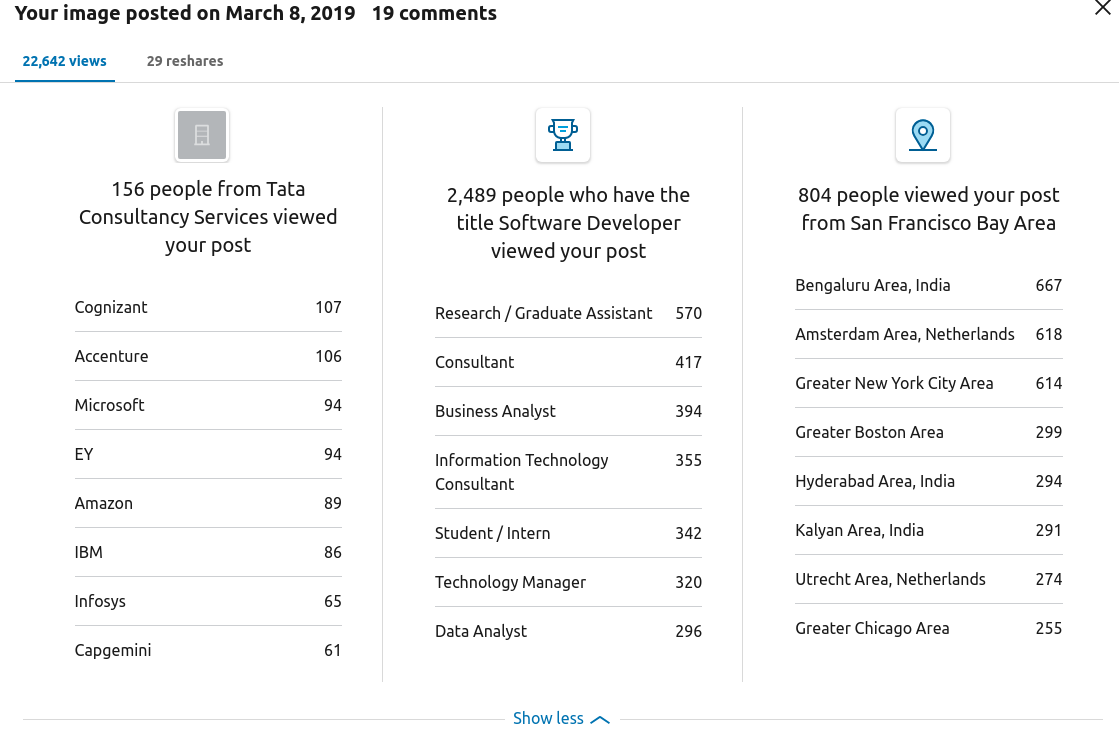 Your image posted on March 8, 2019 19 comments
22,642 views 29 reshares
156 people from Tata
Consultancy Services viewed
your post
Cognizant 107
Accenture 106
Microsoft 94
EY 94
Amazon 89
IBM 86
Infosys 65
Capgemini 61
2,489 people who have the
title Software Developer
viewed your post
Research / Graduate Assistant 570
Consultant 417
Business Analyst 394
Information Technology 355
Consultant
Student / Intern 342
Technology Manager 320
Data Analyst 296
804 people viewed your post
from San Francisco Bay Area
Bengaluru Area, India 667
Amsterdam Area, Netherlands 618
Greater New York City Area 614
Greater Boston Area 299
Hyderabad Area, India 294
Kalyan Area, India 291
Utrecht Area, Netherlands 274
Greater Chicago Area 255
Show less